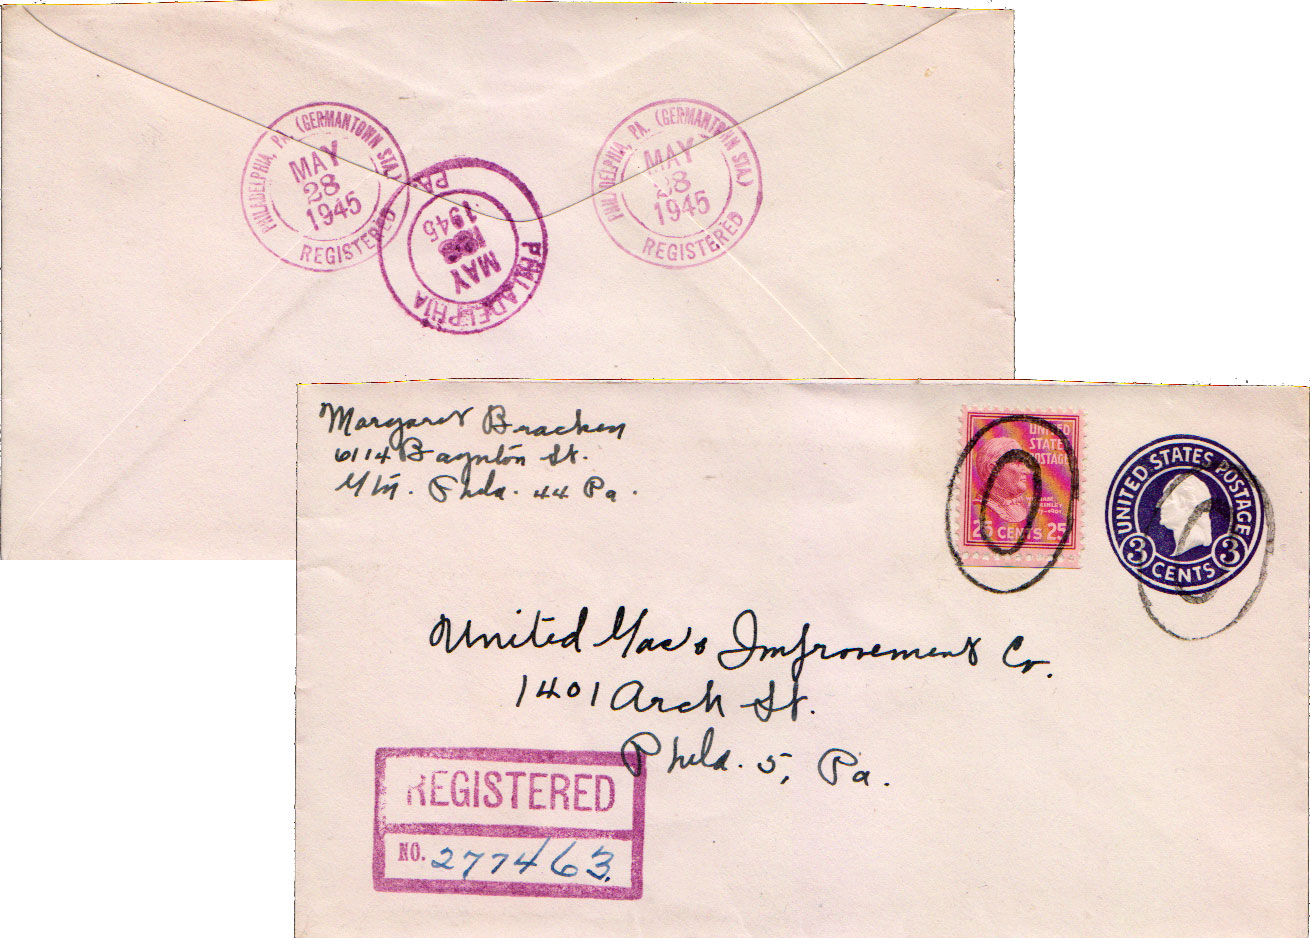 PHILADELPHIA, PA. (GERMANTOWN STA.)
MAY
28
1945
REGISTERED
PHILADELPHIA
PA.
MAY
1945
PHILADELPHIA, PA. (GERMANTOWN STA.)
MAY
28
1945
REGISTERED
Margaret Bracken
6114 Baynton St.
Phila. 44 Pa.
UNITED
STATES
POSTAGE
25 CENTS 25
UNITED STATES POSTAGE
3 CENTS 3
United Gas Improvement Co.
1401 Arch St.
Phila. 5, Pa.
REGISTERED
NO. 277463.